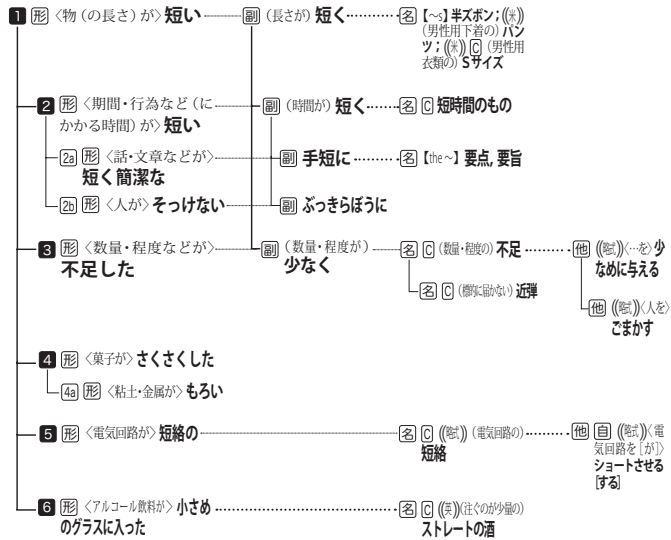 1 形 〈物（の長さ）が〉短い 副 （長さが）短く 名 【～s】半ズボン；((米))
（男性用下着の）パン
ツ；((米)) C （男性用
衣類の）Sサイズ
2 形 〈期間・行為など（に
かかる時間）が〉短い 副 （時間が）短く 名 C 短時間のもの
2a 形 〈話・文章などが〉
短く簡潔な 副 手短に 名 【the～】要点，要旨
2b 形 〈人が〉そっけない 副 ぶっきらぼうに
3 形 〈数量・程度などが〉
不足した 副 （数量・程度が）
少なく 名 C （数量・程度の）不足 他 ((略式))〈…を〉少
なめに与える
名 C （標的に届かない）近弾 他 ((略式))〈人を〉
ごまかす
4 形 〈菓子が〉さくさくした
4a 形 〈粘土・金属が〉もろい
5 形 〈電気回路が〉短絡の 名 C ((略式))（電気回路の）
短絡 他 自 ((略式))〈電
気回路を［が］〉
ショートさせる
［する］
6 形 〈アルコール飲料が〉小さめ
のグラスに入った 名 C ((英))（注ぐのが少量の）
ストレートの酒